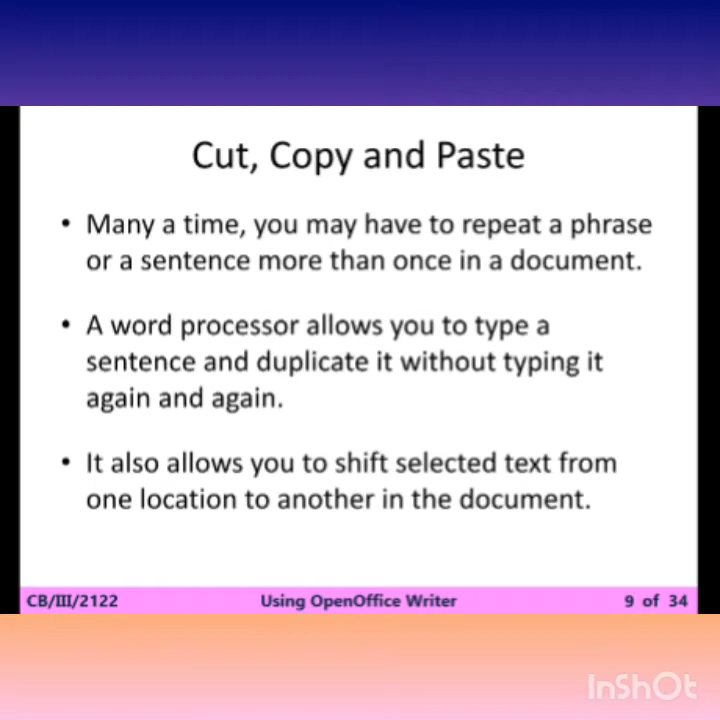 Cut, Copy and Paste
• Many a time, you may have to repeat a phrase
or a sentence more than once in a document.
• A word processor allows you to type a
sentence and duplicate it without typing it
again and again.
• It also allows you to shift selected text from
one location to another in the document.
CB/III/2122 Using OpenOffice Writer 9 of 34
InShOt